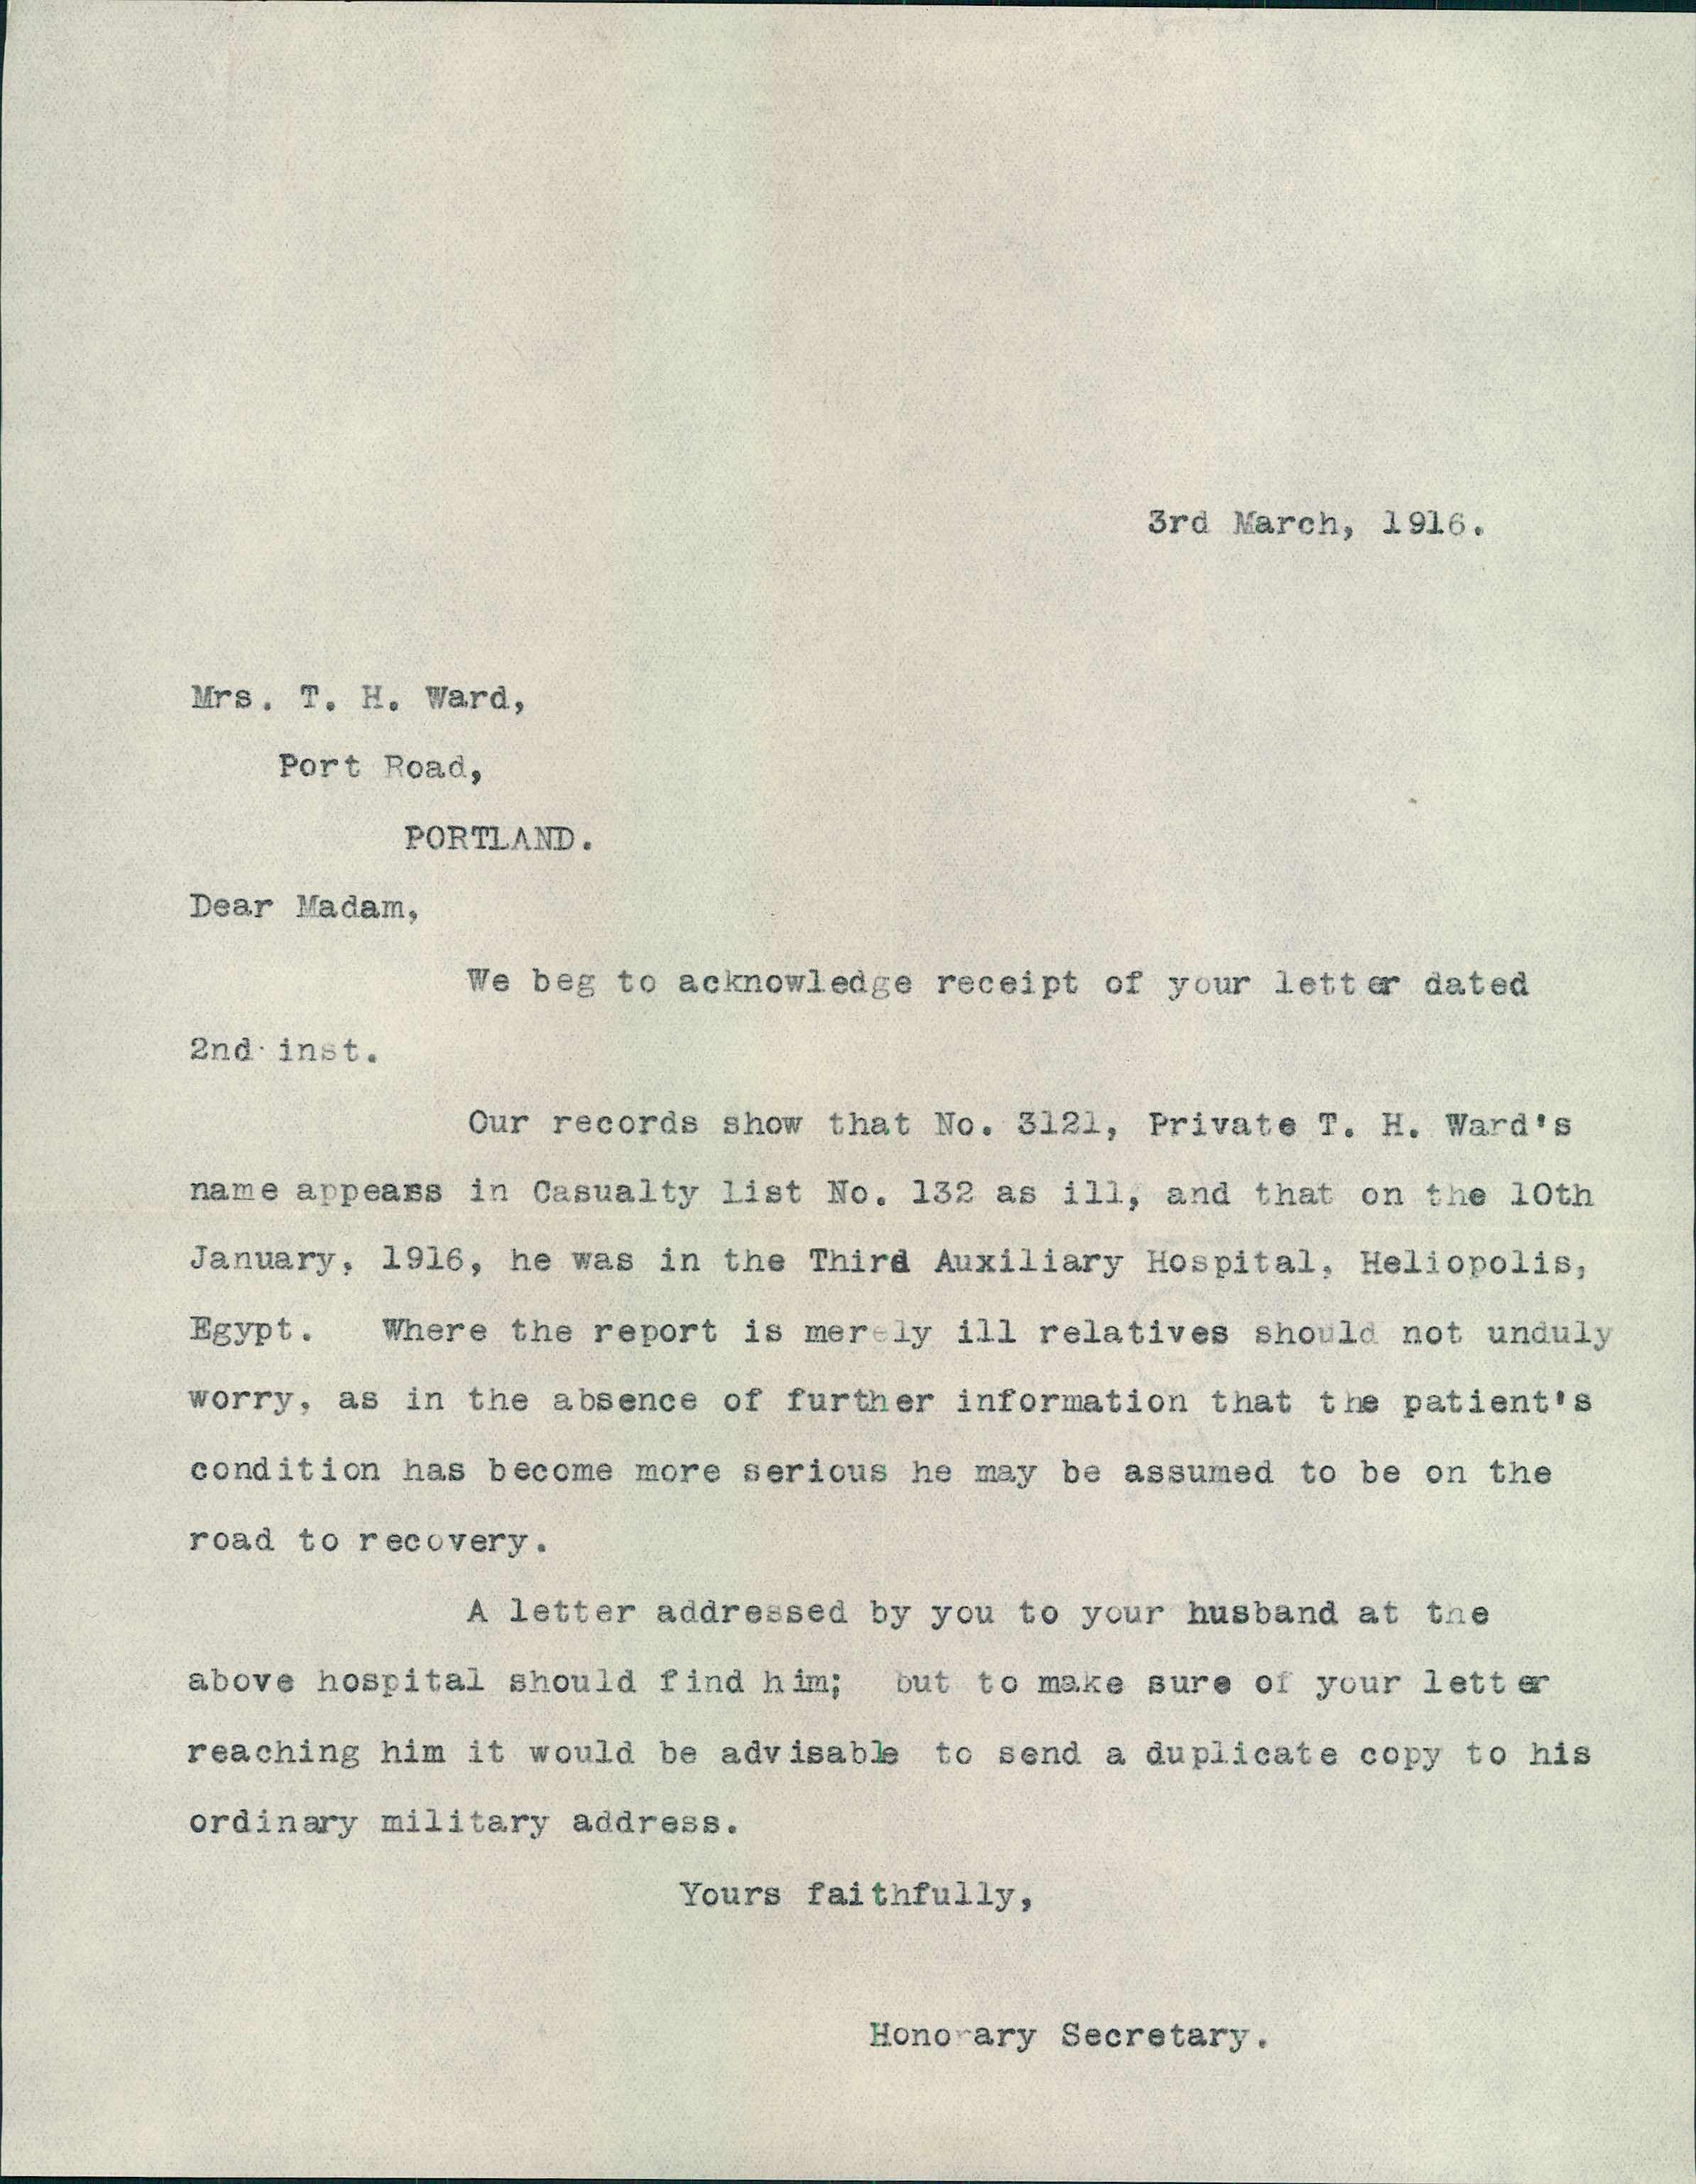 3rd March, 1916.
Mrs. T. H. Ward,
Port Road,
PORTLAND.
Dear Madam,
We beg to acknowledge receipt of your letter dated
2nd inst.
Our records show that No. 3121, Private T. H. Ward's
name appears in Casualty list No. 132 as ill, and that on the 10th
January, 1916, he was in the Third Auxiliary Hospital, Heliopolis,
Egypt. Where the report is merely ill relatives should not unduly
worry, as in the absence of further information that the patient's
condition has become more serious he may be assumed to be on the
road to recovery.
A letter addressed by you to your husband at the
above hospital should find him; but to make sure of your letter
reaching him it would be advisable to send a duplicate copy to his
ordinary military address.
Yours faithfully,
Honorary Secretary.